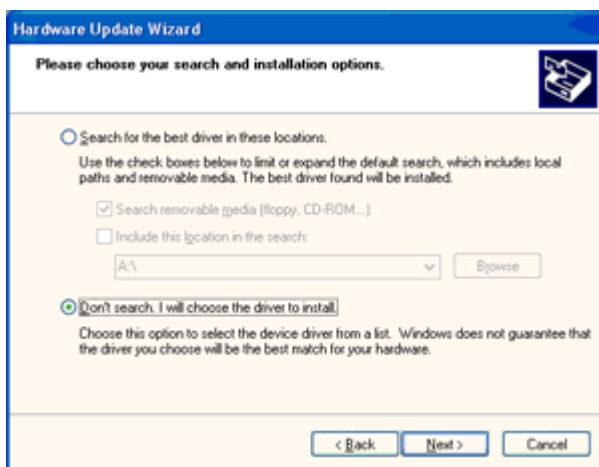 Hardware Update Wizard
Please choose your search and installation options.
Search for the best driver in these locations.
Use the check boxes below to limit or expand the default search, which includes local
paths and removable media. The best driver found will be installed.
Search removable media (floppy, CD-ROM...)
Include this location in the search:
A:\
Browse
Don't search. I will choose the driver to install.
Choose this option to select the device driver from a list. Windows does not guarantee that
the driver you choose will be the best match for your hardware.
< Back
Next >
Cancel